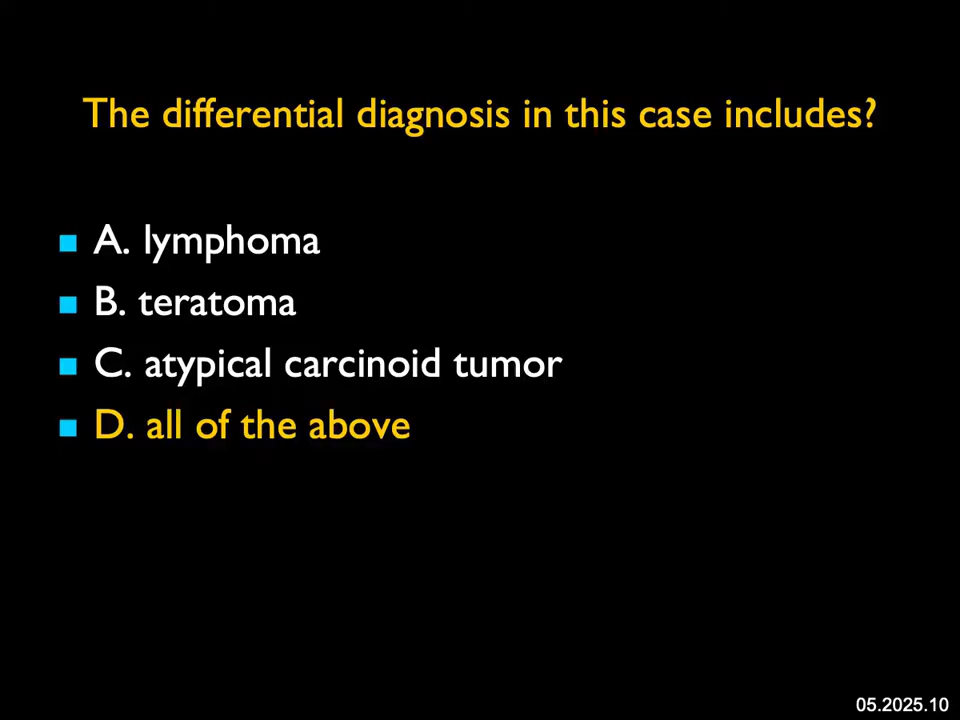 The differential diagnosis in this case includes?
A. lymphoma
B. teratoma
C. atypical carcinoid tumor
D. all of the above
05.2025.10